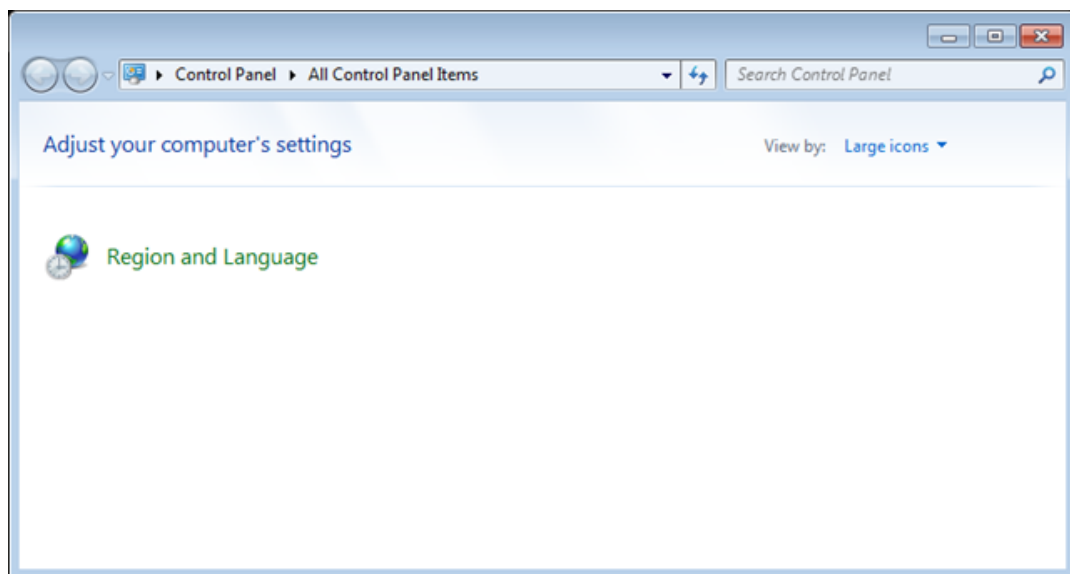 Control Panel All Control Panel Items Search Control Panel
Adjust your computer's settings View by: Large icons
Region and Language